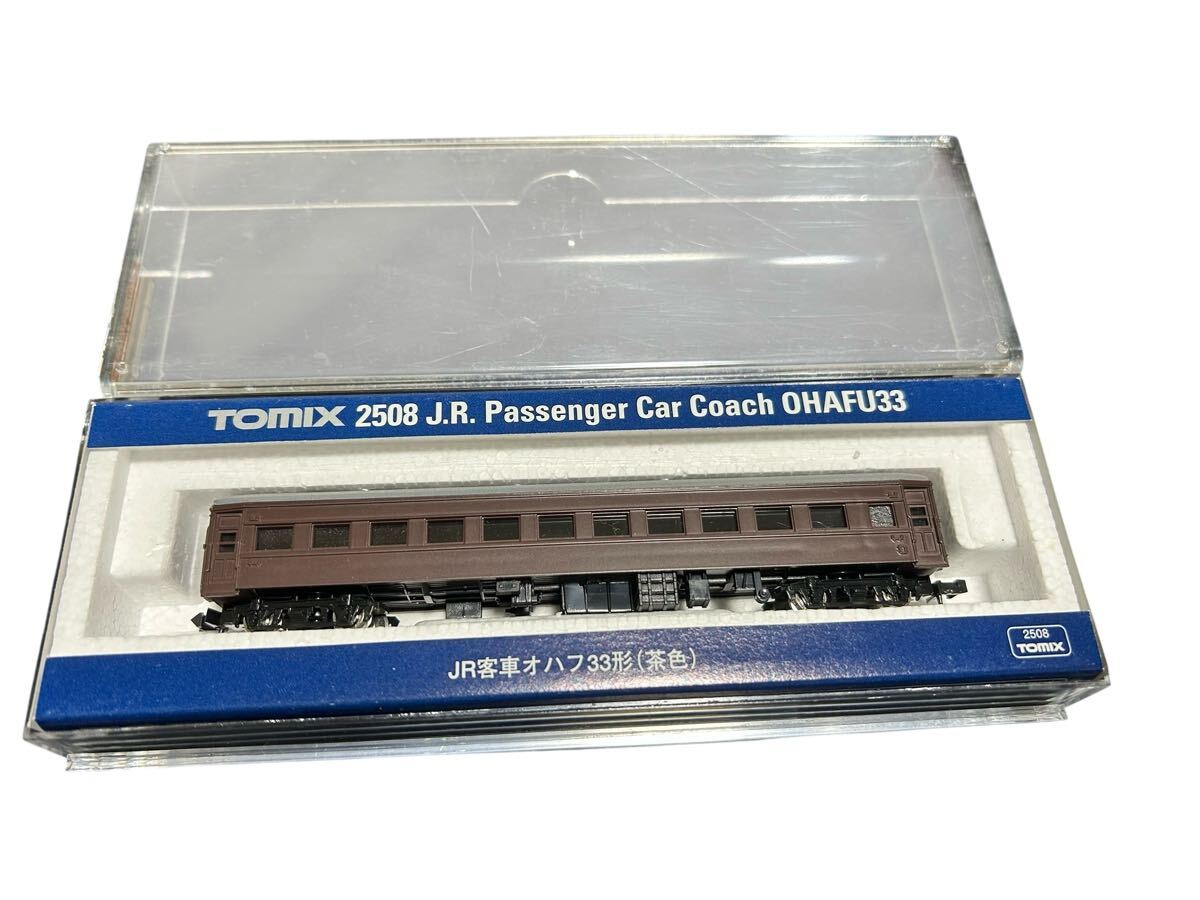 TOMIX 2508 J.R. Passenger Car Coach OHAFU33
JR客車オハフ33形(茶色)
2508
TOMIX